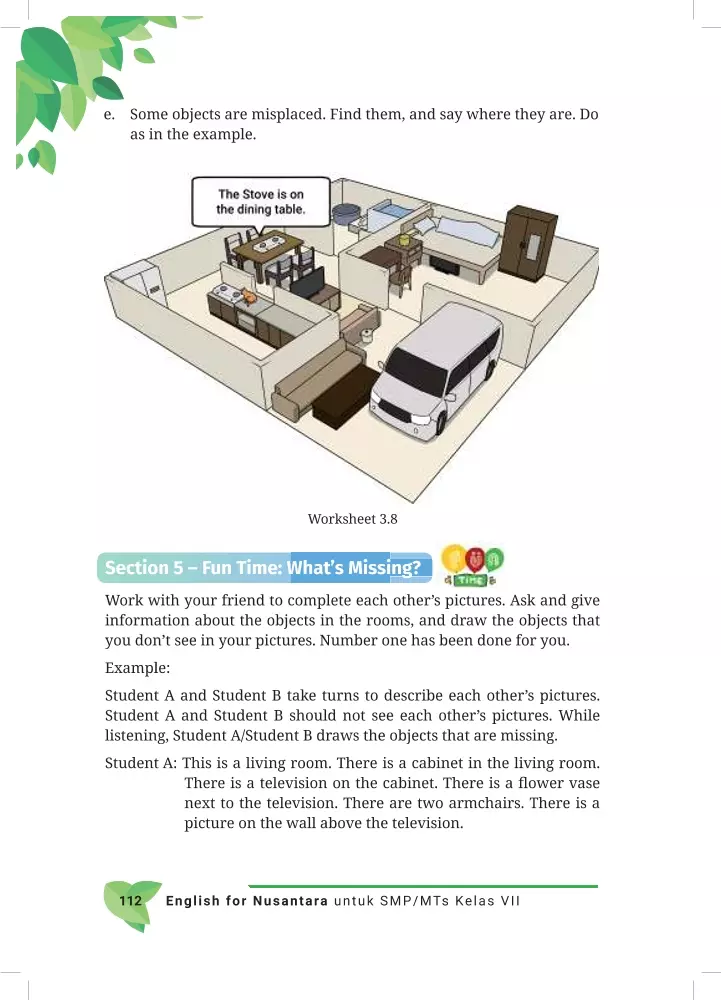 e. Some objects are misplaced. Find them, and say where they are. Do
as in the example.
The Stove is on
the dining table.
Worksheet 3.8
Section 5 – Fun Time: What's Missing?
FUN
TIME
Work with your friend to complete each other's pictures. Ask and give
information about the objects in the rooms, and draw the objects that
you don't see in your pictures. Number one has been done for you.
Example:
Student A and Student B take turns to describe each other's pictures.
Student A and Student B should not see each other's pictures. While
listening, Student A/Student B draws the objects that are missing.
Student A: This is a living room. There is a cabinet in the living room.
There is a television on the cabinet. There is a flower vase
next to the television. There are two armchairs. There is a
picture on the wall above the television.
112 English for Nusantara untuk SMP/MTs Kelas VII